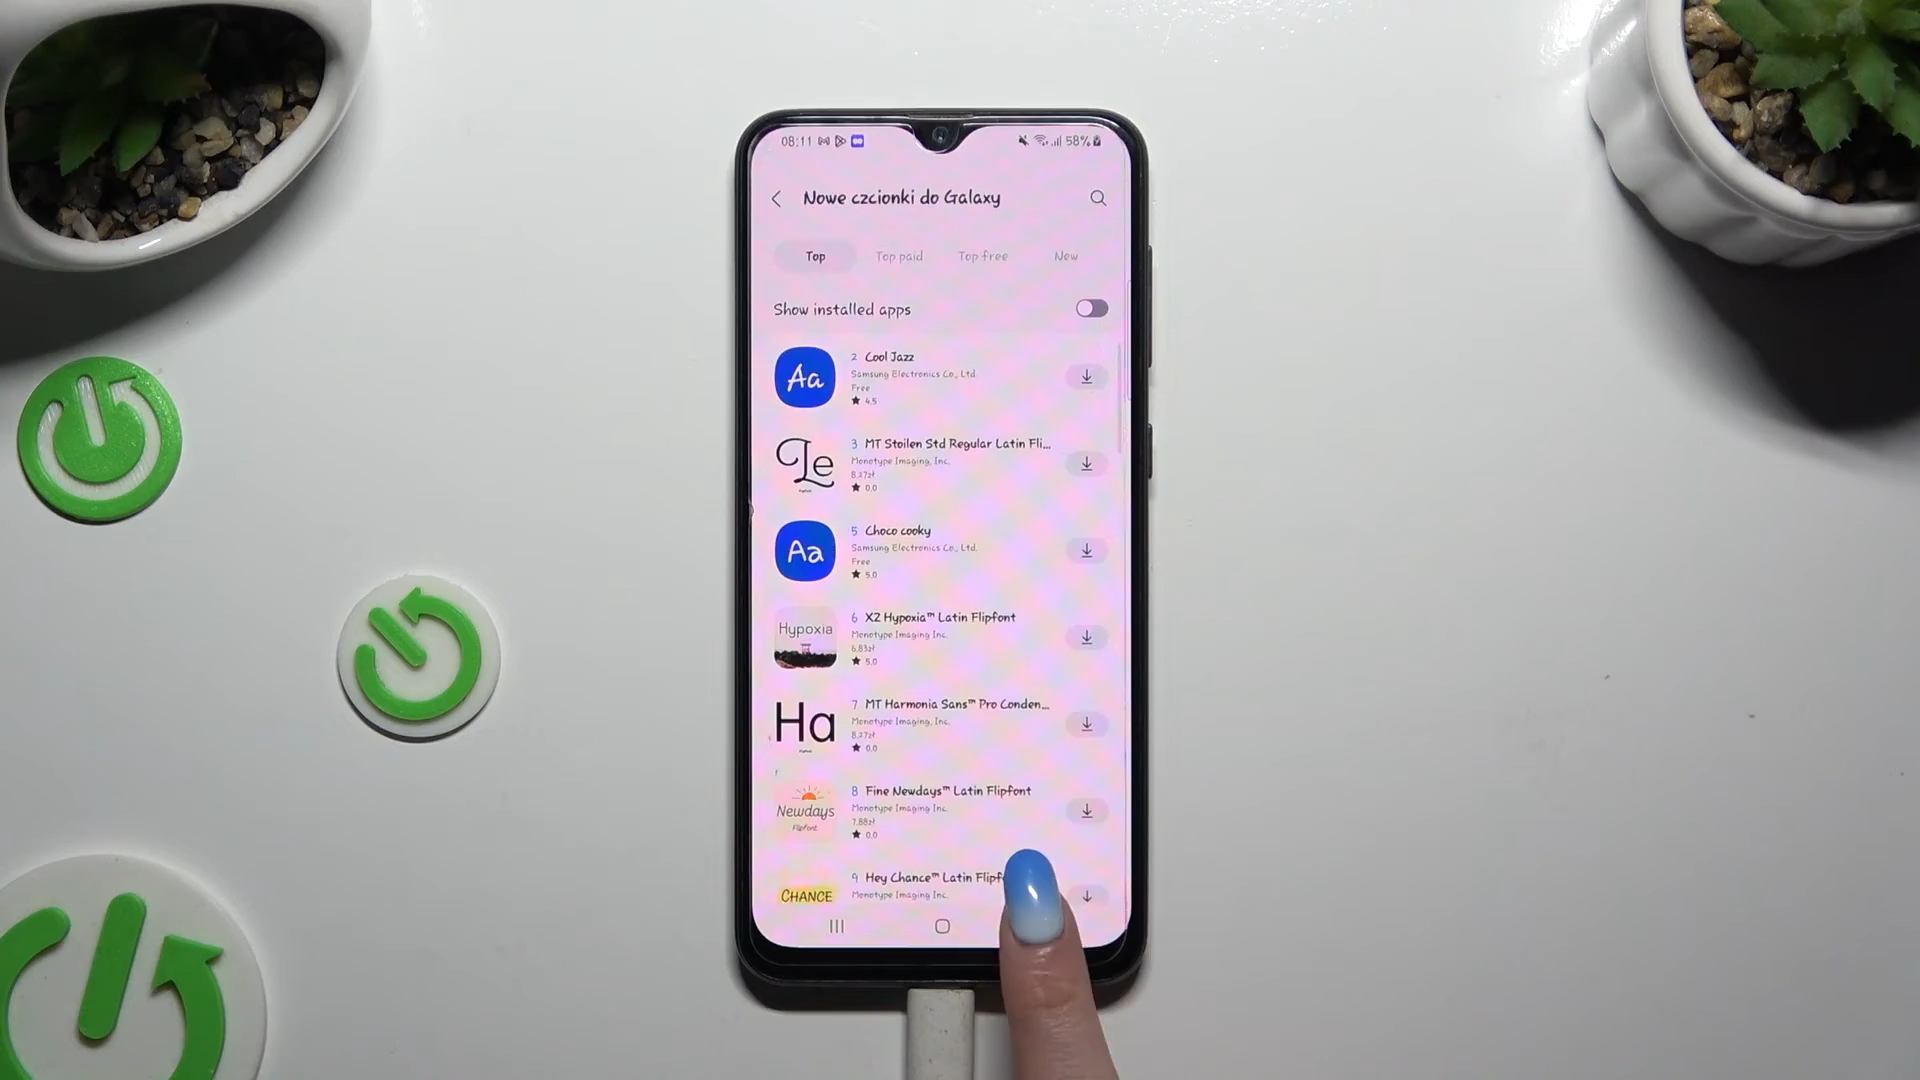 08:11 58%
Nowe czcionki do Galaxy
Top Top paid Top free New
Show installed apps
Aa
2 Cool Jazz
Samsung Electronics Co., Ltd.
Free
★ 4.5
Le
3 MT Stoilen Std Regular Latin Fli...
Monotype Imaging, Inc.
8,27zł
★ 0.0
Aa
5 Choco cooky
Samsung Electronics Co., Ltd.
Free
★ 5.0
Hypoxia
6 X2 Hypoxia™ Latin Flipfont
Monotype Imaging Inc.
6,83zł
★ 5.0
Ha
7 MT Harmonia Sans™ Pro Conden...
Monotype Imaging, Inc.
8,27zł
★ 0.0
Newdays
Flipfont
8 Fine Newdays™ Latin Flipfont
Monotype Imaging Inc.
7,88zł
★ 0.0
CHANCE
9 Hey Chance™ Latin Flipf
Monotype Imaging Inc.